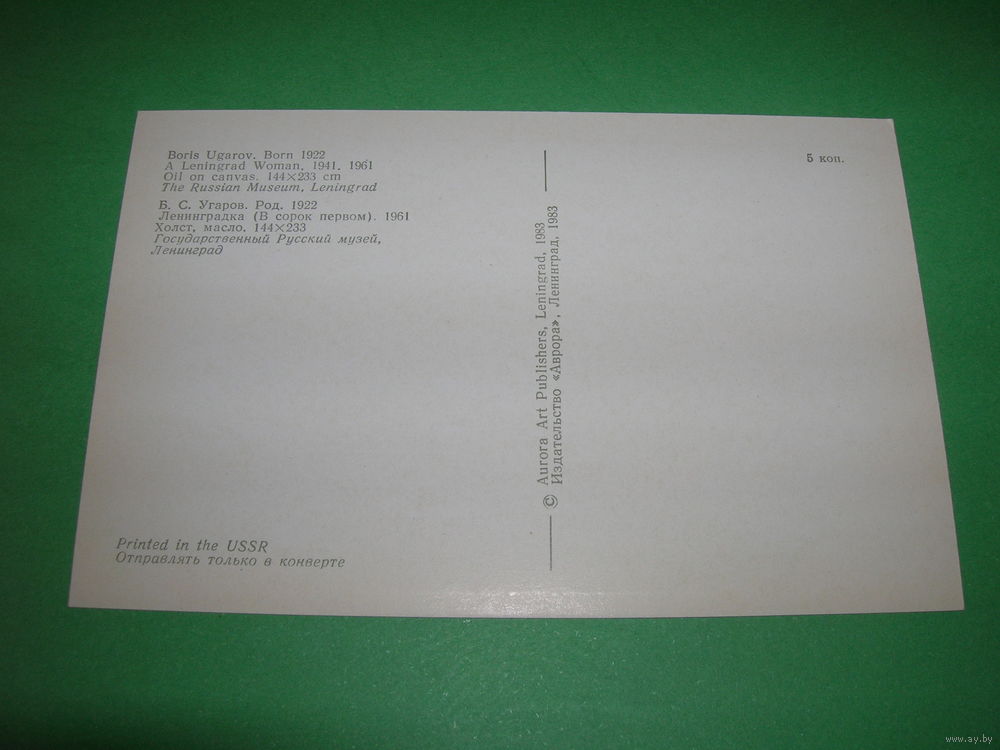 Boris Ugarov. Born 1922
A Leningrad Woman. 1941. 1961
Oil on canvas. 144×233 cm
The Russian Museum, Leningrad
Б. С. Угаров. Род. 1922
Ленинградка (В сорок первом). 1961
Холст, масло. 144×233
Государственный Русский музей,
Ленинград
Printed in the USSR
Отправлять только в конверте
© Aurora Art Publishers, Leningrad, 1983
Издательство «Аврора», Ленинград, 1983
5 коп.
www.ay.by